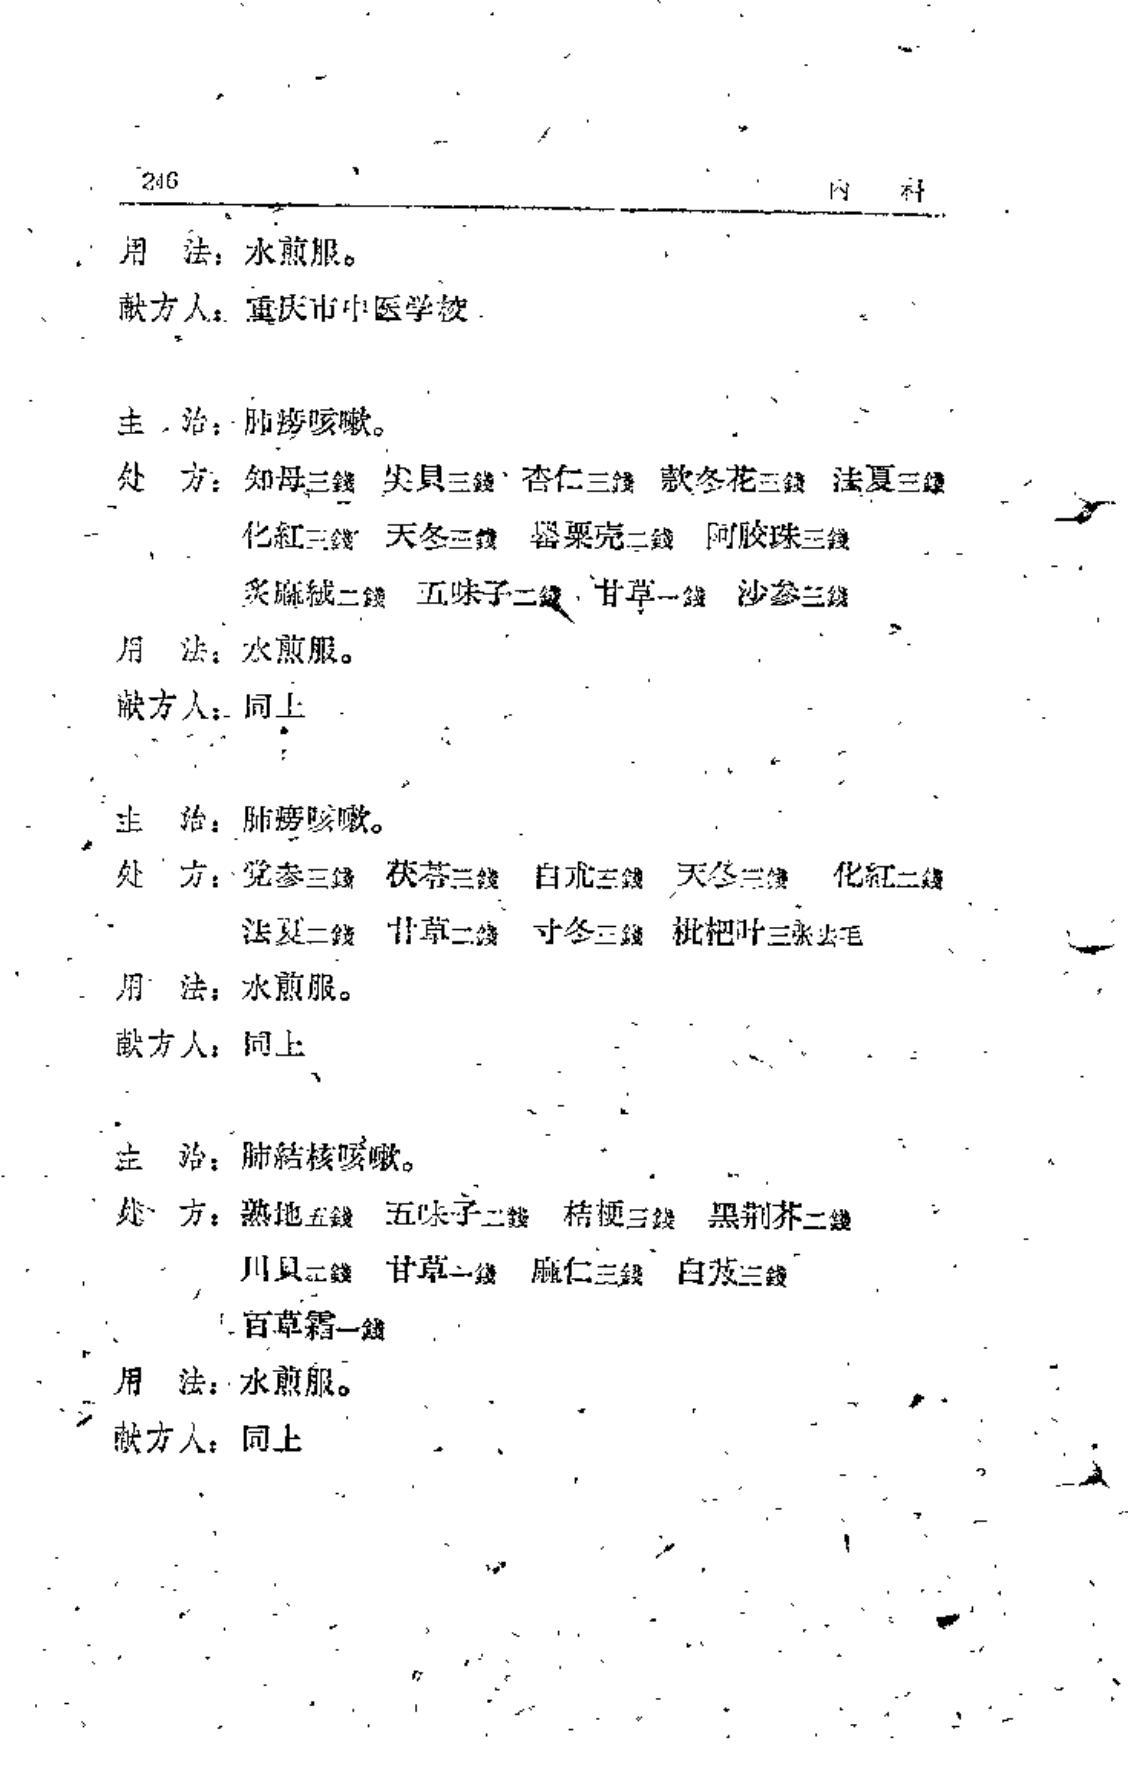 246
内 科
用 法：水煎服。
献方人：重庆市中医学校
主 治：肺痨咳嗽。
处 方：知母三錢 尖貝三錢 杏仁三錢 款冬花三錢 法夏三錢
化紅三錢 天冬三錢 罂粟壳二錢 阿胶珠三錢
炙麻絨二錢 五味子二錢 甘草一錢 沙参三錢
用 法：水煎服。
献方人：同上
主 治：肺痨咳嗽。
处 方：党参三錢 茯苓三錢 白朮三錢 天冬三錢 化紅二錢
法夏二錢 甘草二錢 寸冬三錢 枇杷叶三张去毛
用 法：水煎服。
献方人：同上
主 治：肺結核咳嗽。
处 方：熟地五錢 五味子二錢 桔梗三錢 黑荆芥二錢
川貝二錢 甘草一錢 麻仁三錢 白芨三錢
百草霜一錢
用 法：水煎服。
献方人：同上